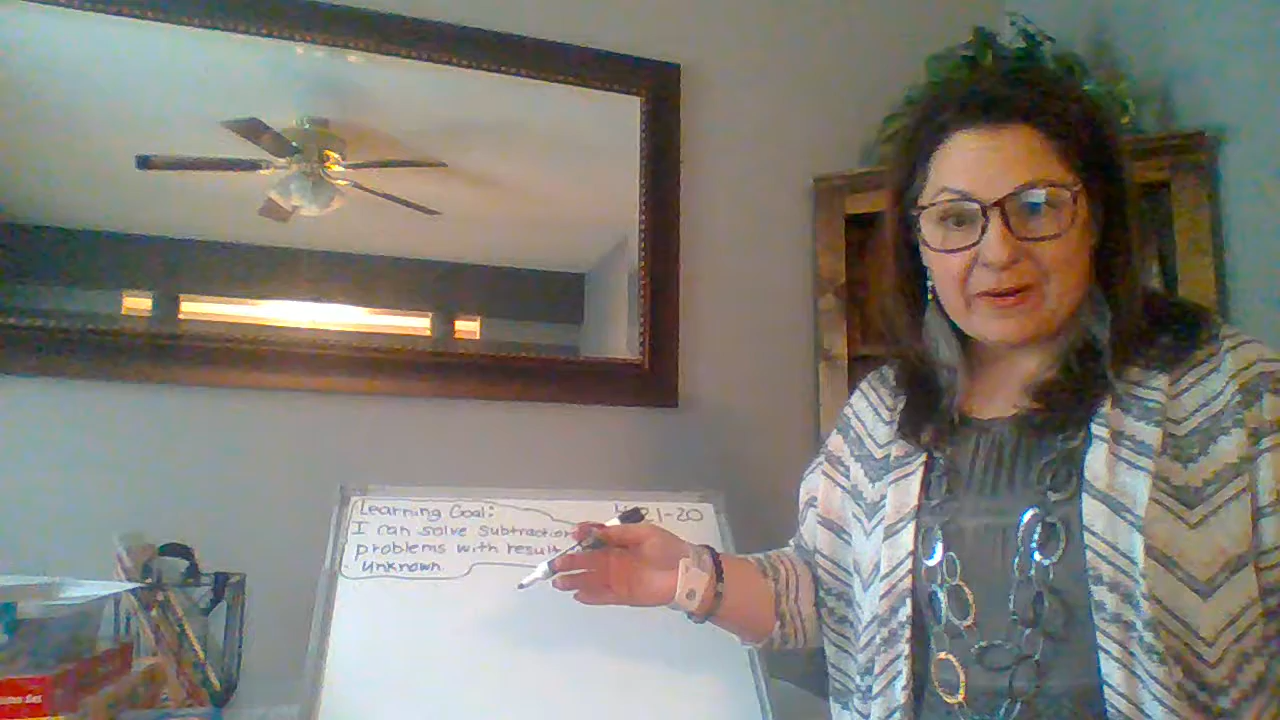 Learning Goal:
4-21-20
I can solve subtraction
problems with result
unknown.